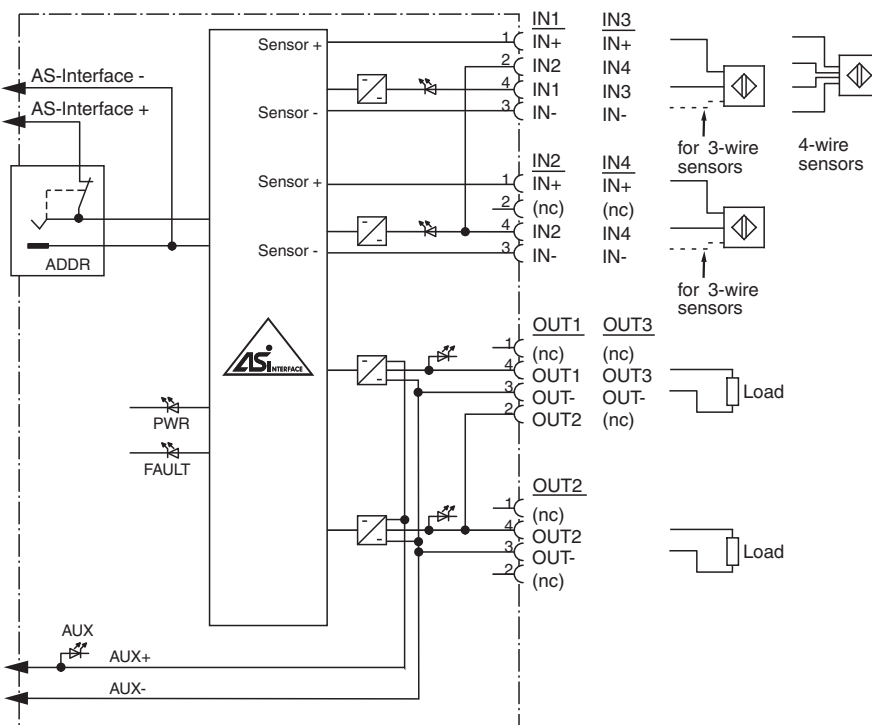 AS-Interface -
AS-Interface +
ADDR
Sensor +
Sensor -
Sensor +
Sensor -
ASi INTERFACE
PWR
FAULT
AUX
AUX+
AUX-
IN1 IN3
1 IN+ IN+
2 IN2 IN4
4 IN1 IN3
3 IN- IN-
for 3-wire
sensors
4-wire
sensors
IN2 IN4
1 IN+ IN+
2 (nc) (nc)
4 IN2 IN4
3 IN- IN-
for 3-wire
sensors
OUT1 OUT3
1 (nc) (nc)
4 OUT1 OUT3
3 OUT- OUT-
2 OUT2 (nc)
Load
OUT2
1 (nc)
4 OUT2
3 OUT-
2 (nc)
Load